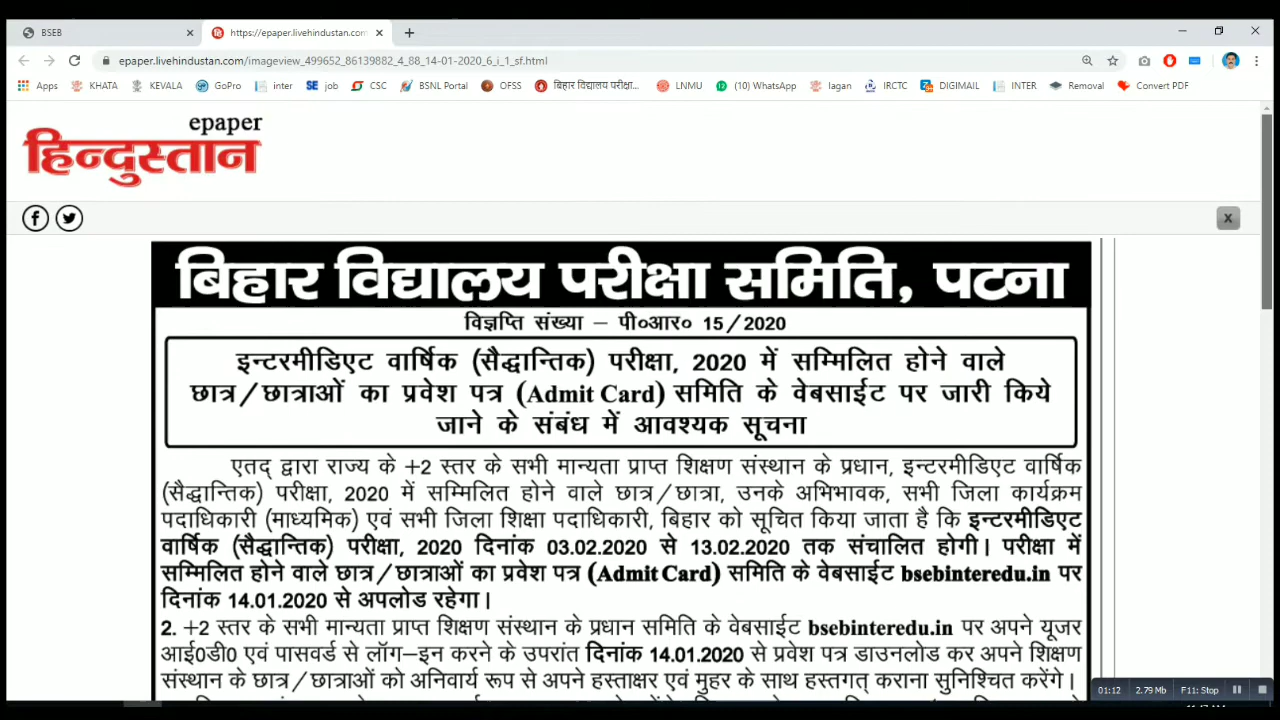 BSEB
https://epaper.livehindustan.com
epaper.livehindustan.com/imageview_499652_86139882_4_88_14-01-2020_6_i_1_sf.html
Apps KHATA KEVALA GoPro inter SE job CSC BSNL Portal OFSS बिहार विद्यालय परीक्षा... LNMU (10) WhatsApp lagan IRCTC DIGIMAIL INTER Removal Convert PDF
epaper
हिन्दुस्तान
X
बिहार विद्यालय परीक्षा समिति, पटना
विज्ञप्ति संख्या – पी०आर० 15/2020
इन्टरमीडिएट वार्षिक (सैद्धान्तिक) परीक्षा, 2020 में सम्मिलित होने वाले
छात्र/छात्राओं का प्रवेश पत्र (Admit Card) समिति के वेबसाईट पर जारी किये
जाने के संबंध में आवश्यक सूचना
एतद् द्वारा राज्य के +2 स्तर के सभी मान्यता प्राप्त शिक्षण संस्थान के प्रधान, इन्टरमीडिएट वार्षिक
(सैद्धान्तिक) परीक्षा, 2020 में सम्मिलित होने वाले छात्र/छात्रा, उनके अभिभावक, सभी जिला कार्यक्रम
पदाधिकारी (माध्यमिक) एवं सभी जिला शिक्षा पदाधिकारी, बिहार को सूचित किया जाता है कि इन्टरमीडिएट
वार्षिक (सैद्धान्तिक) परीक्षा, 2020 दिनांक 03.02.2020 से 13.02.2020 तक संचालित होगी। परीक्षा में
सम्मिलित होने वाले छात्र/छात्राओं का प्रवेश पत्र (Admit Card) समिति के वेबसाईट bsebinteredu.in पर
दिनांक 14.01.2020 से अपलोड रहेगा।
2. +2 स्तर के सभी मान्यता प्राप्त शिक्षण संस्थान के प्रधान समिति के वेबसाईट bsebinteredu.in पर अपने यूजर
आई0डी0 एवं पासवर्ड से लॉग–इन करने के उपरांत दिनांक 14.01.2020 से प्रवेश पत्र डाउनलोड कर अपने शिक्षण
संस्थान के छात्र/छात्राओं को अनिवार्य रूप से अपने हस्ताक्षर एवं मुहर के साथ हस्तगत् कराना सुनिश्चित करेंगे।
01:12 2.79 Mb F11: Stop